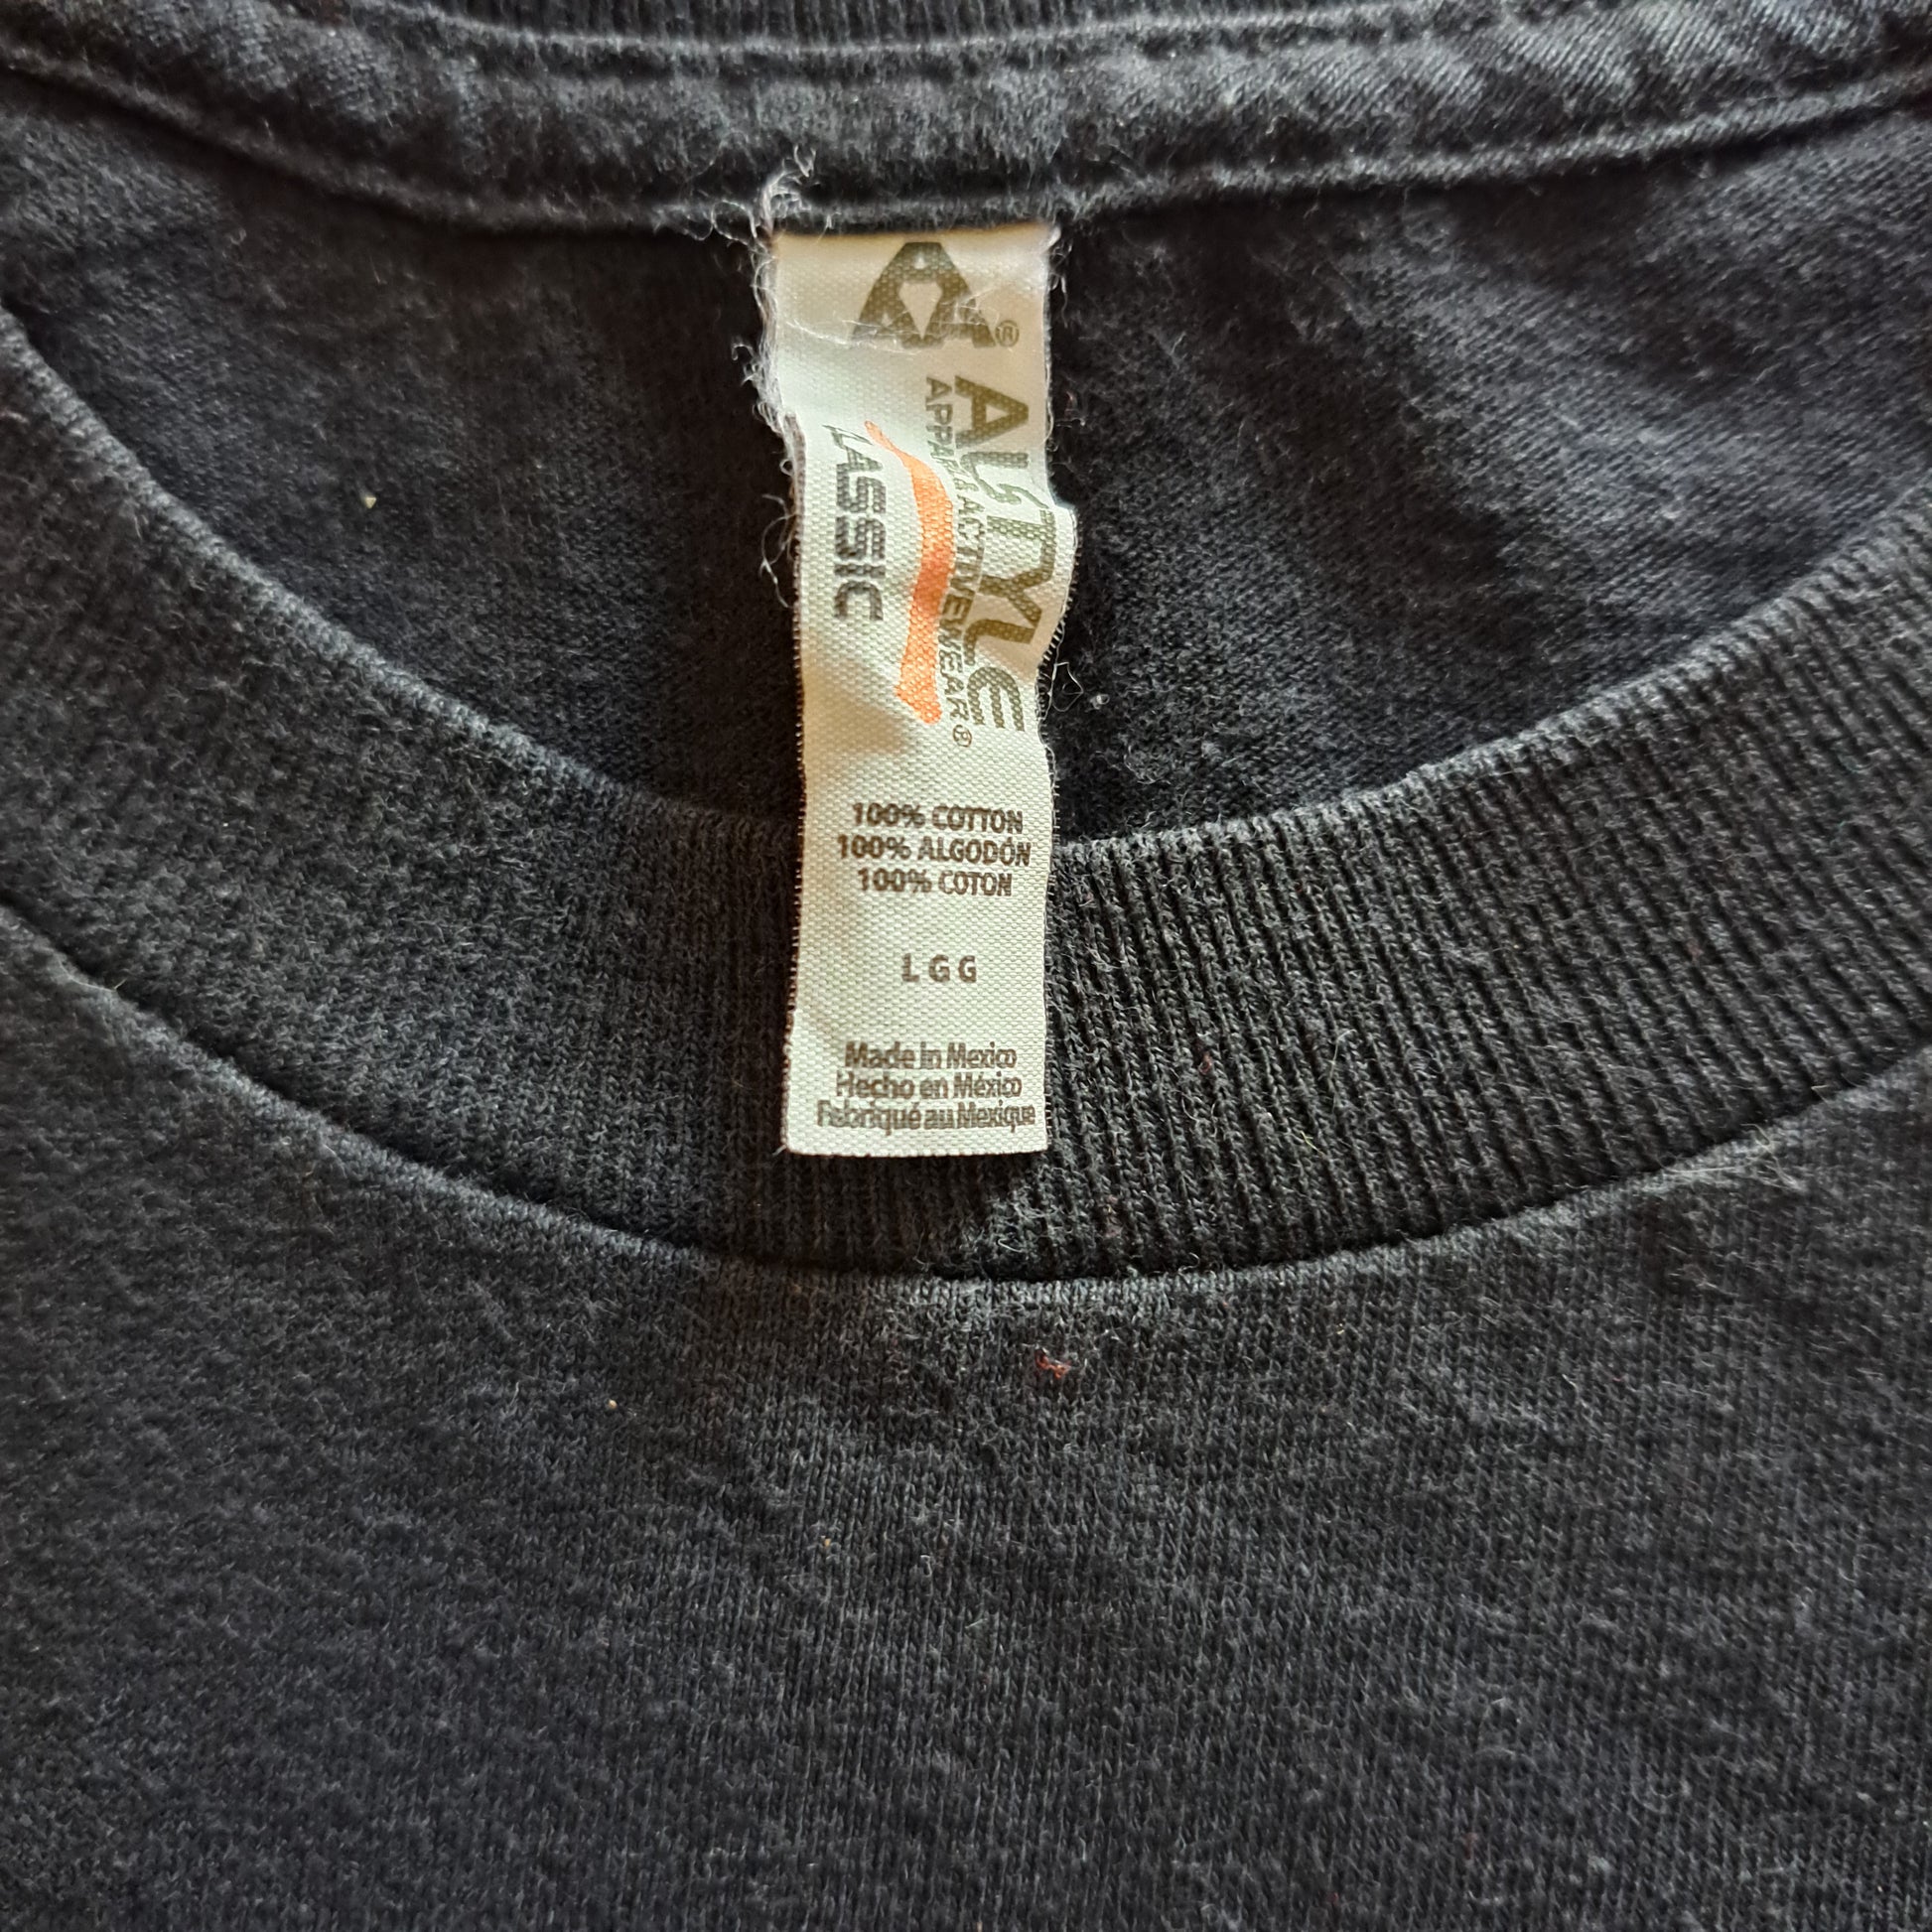 ALSTYLE
APPAREL & ACTIVEWEAR®
CLASSIC
100% COTTON
100% ALGODÓN
100% COTON
L G G
Made in Mexico
Hecho en México
Fabriqué au Mexique